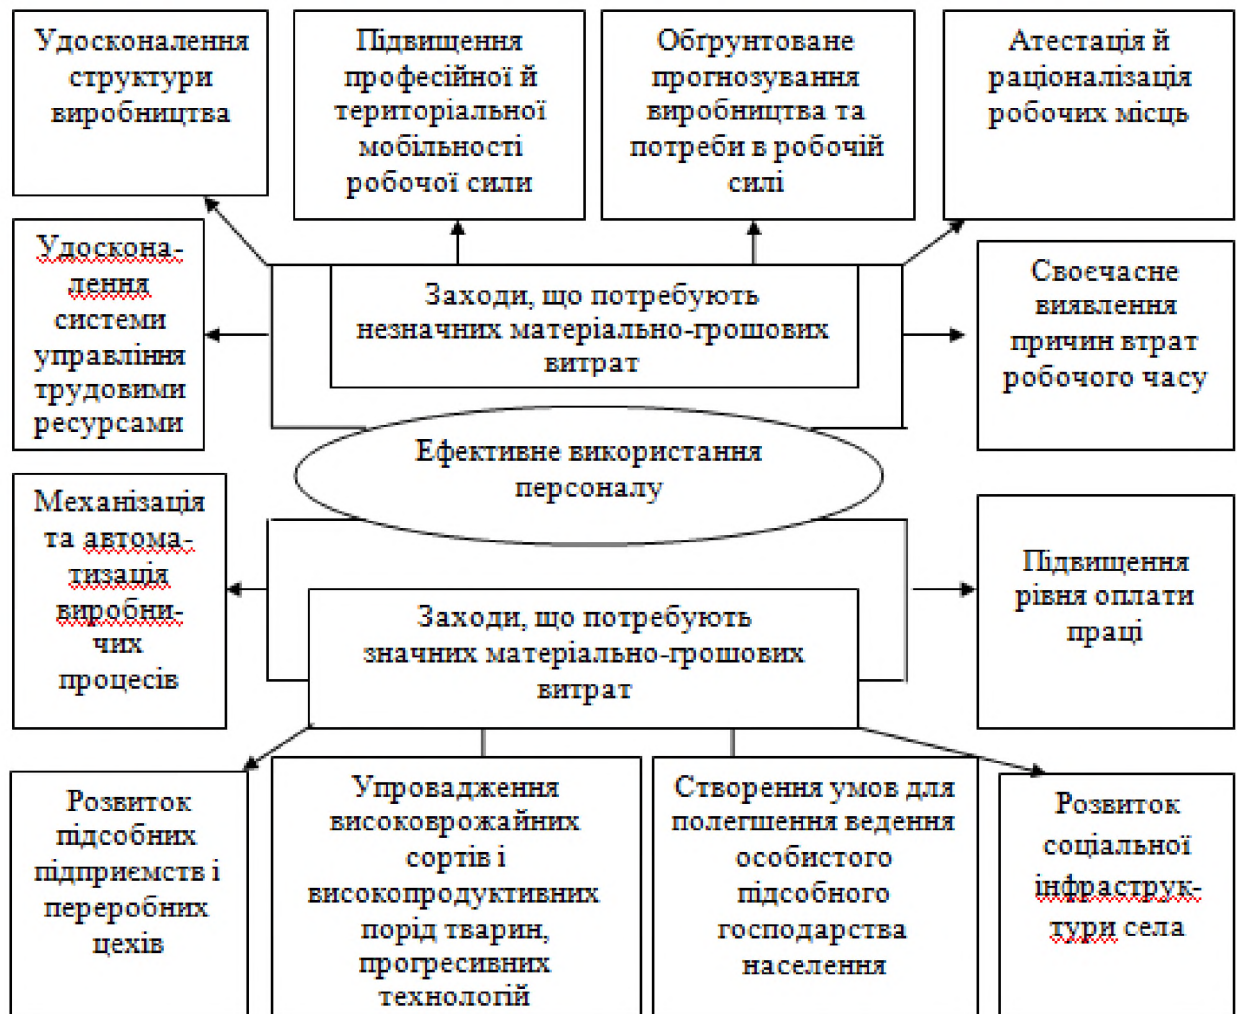 Удосконалення
структури
виробництва
Підвищення
професійної й
територіальної
мобільності
робочої сили
Обґрунтоване
прогнозування
виробництва та
потреби в робочій
силі
Атестація й
раціоналізація
робочих місць
Удоскона-
лення
системи
управління
трудовими
ресурсами
Заходи, що потребують
незначних матеріально-грошових
витрат
Своєчасне
виявлення
причин втрат
робочого часу
Ефективне використання
персоналу
Механізація
та автома-
тизація
виробни-
чих
процесів
Заходи, що потребують
значних матеріально-грошових
витрат
Підвищення
рівня оплати
праці
Розвиток
підсобних
підприємств і
переробних
цехів
Упровадження
високоврожайних
сортів і
високопродуктивних
порід тварин,
прогресивних
технологій
Створення умов для
полегшення ведення
особистого
підсобного
господарства
населення
Розвиток
соціальної
інфраструк-
тури села